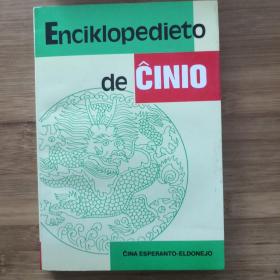 Enciklopedieto
de ĈINIO
ĈINA ESPERANTO-ELDONEJO